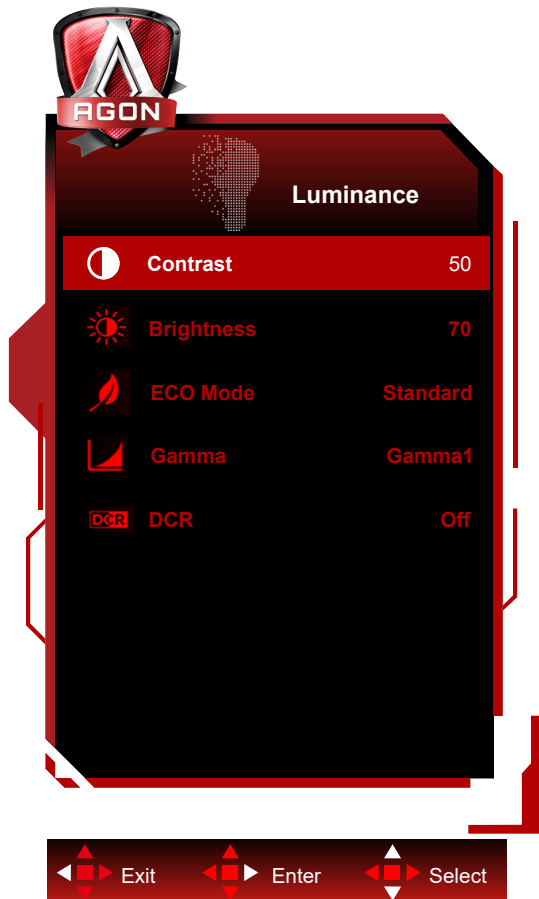 AGON
Luminance
Contrast 50
Brightness 70
ECO Mode Standard
Gamma Gamma1
DCR DCR Off
Exit Enter Select